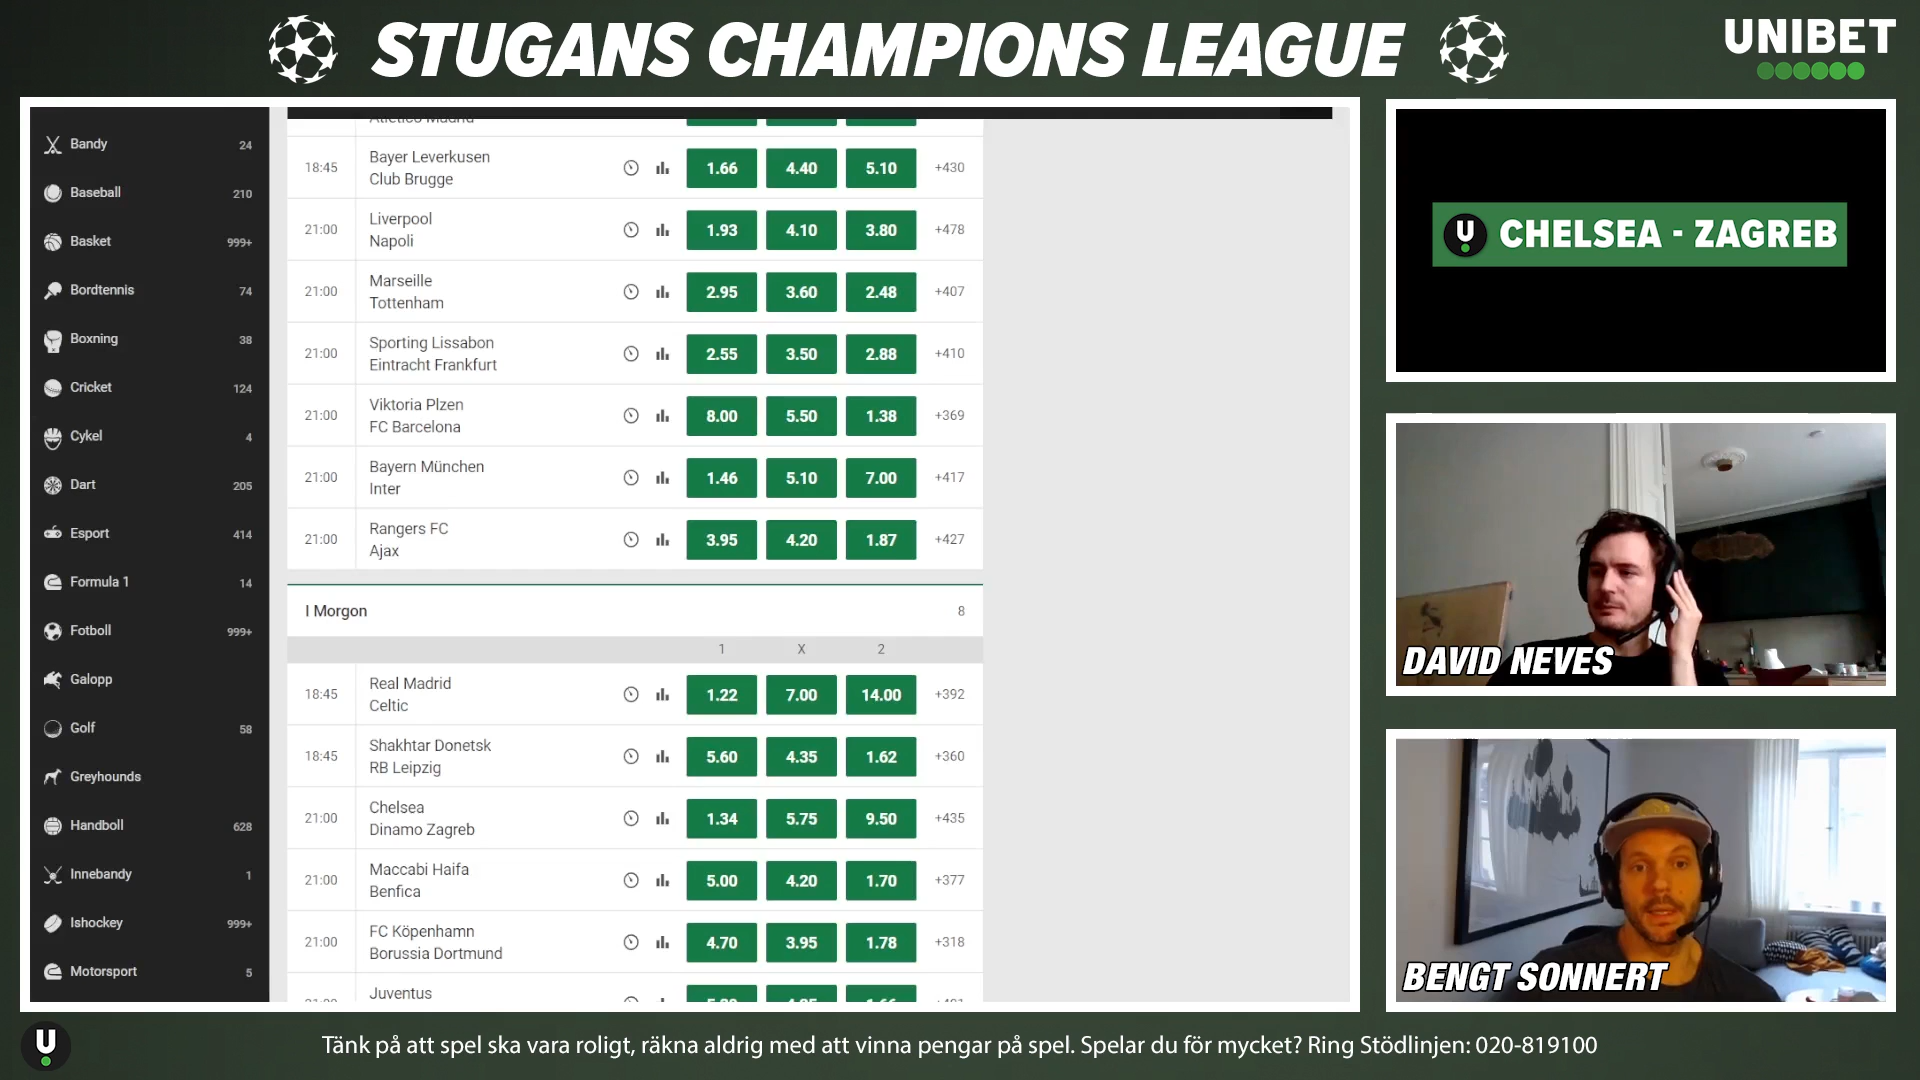 STUGANS CHAMPIONS LEAGUE
UNIBET
Bandy 24
Baseball 210
Basket 999+
Bordtennis 74
Boxning 38
Cricket 124
Cykel 4
Dart 205
Esport 414
Formula 1 14
Fotboll 999+
Galopp
Golf 58
Greyhounds
Handboll 628
Innebandy 1
Ishockey 999+
Motorsport 5
Atletico Madrid
18:45 Bayer Leverkusen 1.66 4.40 5.10 +430
Club Brugge
21:00 Liverpool 1.93 4.10 3.80 +478
Napoli
21:00 Marseille 2.95 3.60 2.48 +407
Tottenham
21:00 Sporting Lissabon 2.55 3.50 2.88 +410
Eintracht Frankfurt
21:00 Viktoria Plzen 8.00 5.50 1.38 +369
FC Barcelona
21:00 Bayern München 1.46 5.10 7.00 +417
Inter
21:00 Rangers FC 3.95 4.20 1.87 +427
Ajax
I Morgon 8
1 X 2
18:45 Real Madrid 1.22 7.00 14.00 +392
Celtic
18:45 Shakhtar Donetsk 5.60 4.35 1.62 +360
RB Leipzig
21:00 Chelsea 1.34 5.75 9.50 +435
Dinamo Zagreb
21:00 Maccabi Haifa 5.00 4.20 1.70 +377
Benfica
21:00 FC Köpenhamn 4.70 3.95 1.78 +318
Borussia Dortmund
Juventus
U CHELSEA - ZAGREB
DAVID NEVES
BENGT SONNERT
U Tänk på att spel ska vara roligt, räkna aldrig med att vinna pengar på spel. Spelar du för mycket? Ring Stödlinjen: 020-819100